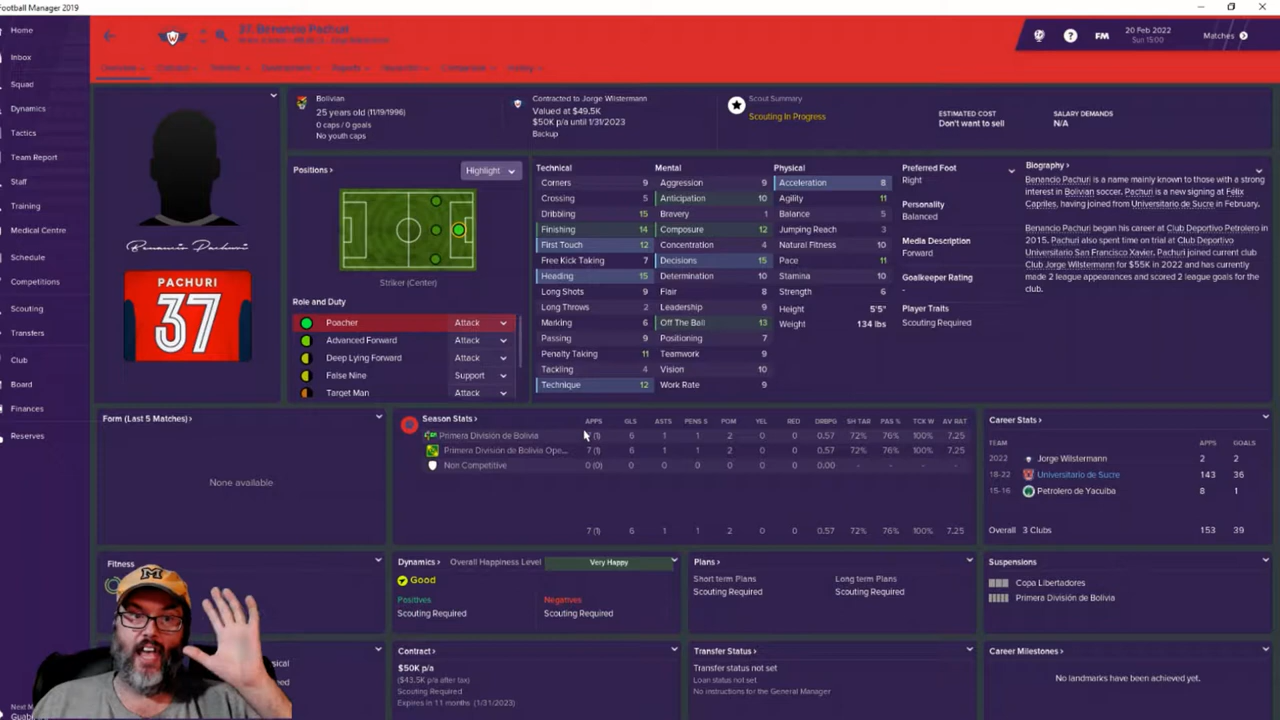 Football Manager 2019
Home
Inbox
Squad
Dynamics
Tactics
Team Report
Staff
Training
Medical Centre
Schedule
Competitions
Scouting
Transfers
Club
Board
Finances
Reserves
37. Benancio Pachuri
20 Feb 2022
Sun 15:00
FM
Matches
Bolivian
25 years old (11/19/1996)
0 caps / 0 goals
No youth caps
Contracted to Jorge Wilstermann
Valued at $49.5K
$50K p/a until 1/31/2023
Backup
Scout Summary
Scouting In Progress
ESTIMATED COST
Don't want to sell
SALARY DEMANDS
N/A
Benancio Pachuri
PACHURI
37
Positions
Highlight
Striker (Center)
Role and Duty
Poacher Attack
Advanced Forward Attack
Deep Lying Forward Attack
False Nine Support
Target Man Attack
Technical
Corners 9
Crossing 5
Dribbling 15
Finishing 14
First Touch 12
Free Kick Taking 7
Heading 15
Long Shots 9
Long Throws 2
Marking 6
Passing 9
Penalty Taking 11
Tackling 4
Technique 12
Mental
Aggression 9
Anticipation 10
Bravery 1
Composure 12
Concentration 4
Decisions 15
Determination 10
Flair 8
Leadership 9
Off The Ball 13
Positioning 7
Teamwork 9
Vision 10
Work Rate 9
Physical
Acceleration 8
Agility 11
Balance 5
Jumping Reach 3
Natural Fitness 10
Pace 11
Stamina 10
Strength 6
Height 5'5"
Weight 134 lbs
Preferred Foot
Right
Personality
Balanced
Media Description
Forward
Goalkeeper Rating
-
Player Traits
Scouting Required
Biography
Benancio Pachuri is a name mainly known to those with a strong
interest in Bolivian soccer. Pachuri is a new signing at Félix
Capriles, having joined from Universitario de Sucre in February.
Benancio Pachuri began his career at Club Deportivo Petrolero in
2015. Pachuri also spent time on trial at Club Deportivo
Universitario San Francisco Xavier. Pachuri joined current club
Club Jorge Wilstermann for $55K in 2022 and has currently
made 2 league appearances and scored 2 league goals for the
club.
Form (Last 5 Matches)
None available
Season Stats
APPS GLS ASTS PENS S POM YEL RED DRBPG SH TAR PAS % TCK W AV RAT
Primera División de Bolivia (1) 6 1 1 2 0 0 0.57 72% 76% 100% 7.25
Primera División de Bolivia Ope... 7 (1) 6 1 1 2 0 0 0.57 72% 76% 100% 7.25
Non Competitive 0 (0) 0 0 0 0 0 0 0.00 - - - -
7 (1) 6 1 1 2 0 0 0.57 72% 76% 100% 7.25
Career Stats
TEAM APPS GOALS
2022 Jorge Wilstermann 2 2
18-22 Universitario de Sucre 143 36
15-16 Petrolero de Yacuiba 8 1
Overall 3 Clubs 153 39
Fitness
Dynamics Overall Happiness Level Very Happy
Good
Positives
Scouting Required
Negatives
Scouting Required
Plans
Short term Plans
Scouting Required
Long term Plans
Scouting Required
Suspensions
Copa Libertadores
Primera División de Bolivia
Contract
$50K p/a
($43.5K p/a after tax)
Scouting Required
Expires in 11 months (1/31/2023)
Transfer Status
Transfer status not set
Loan status not set
No instructions for the General Manager
Career Milestones
No landmarks have been achieved yet.
M